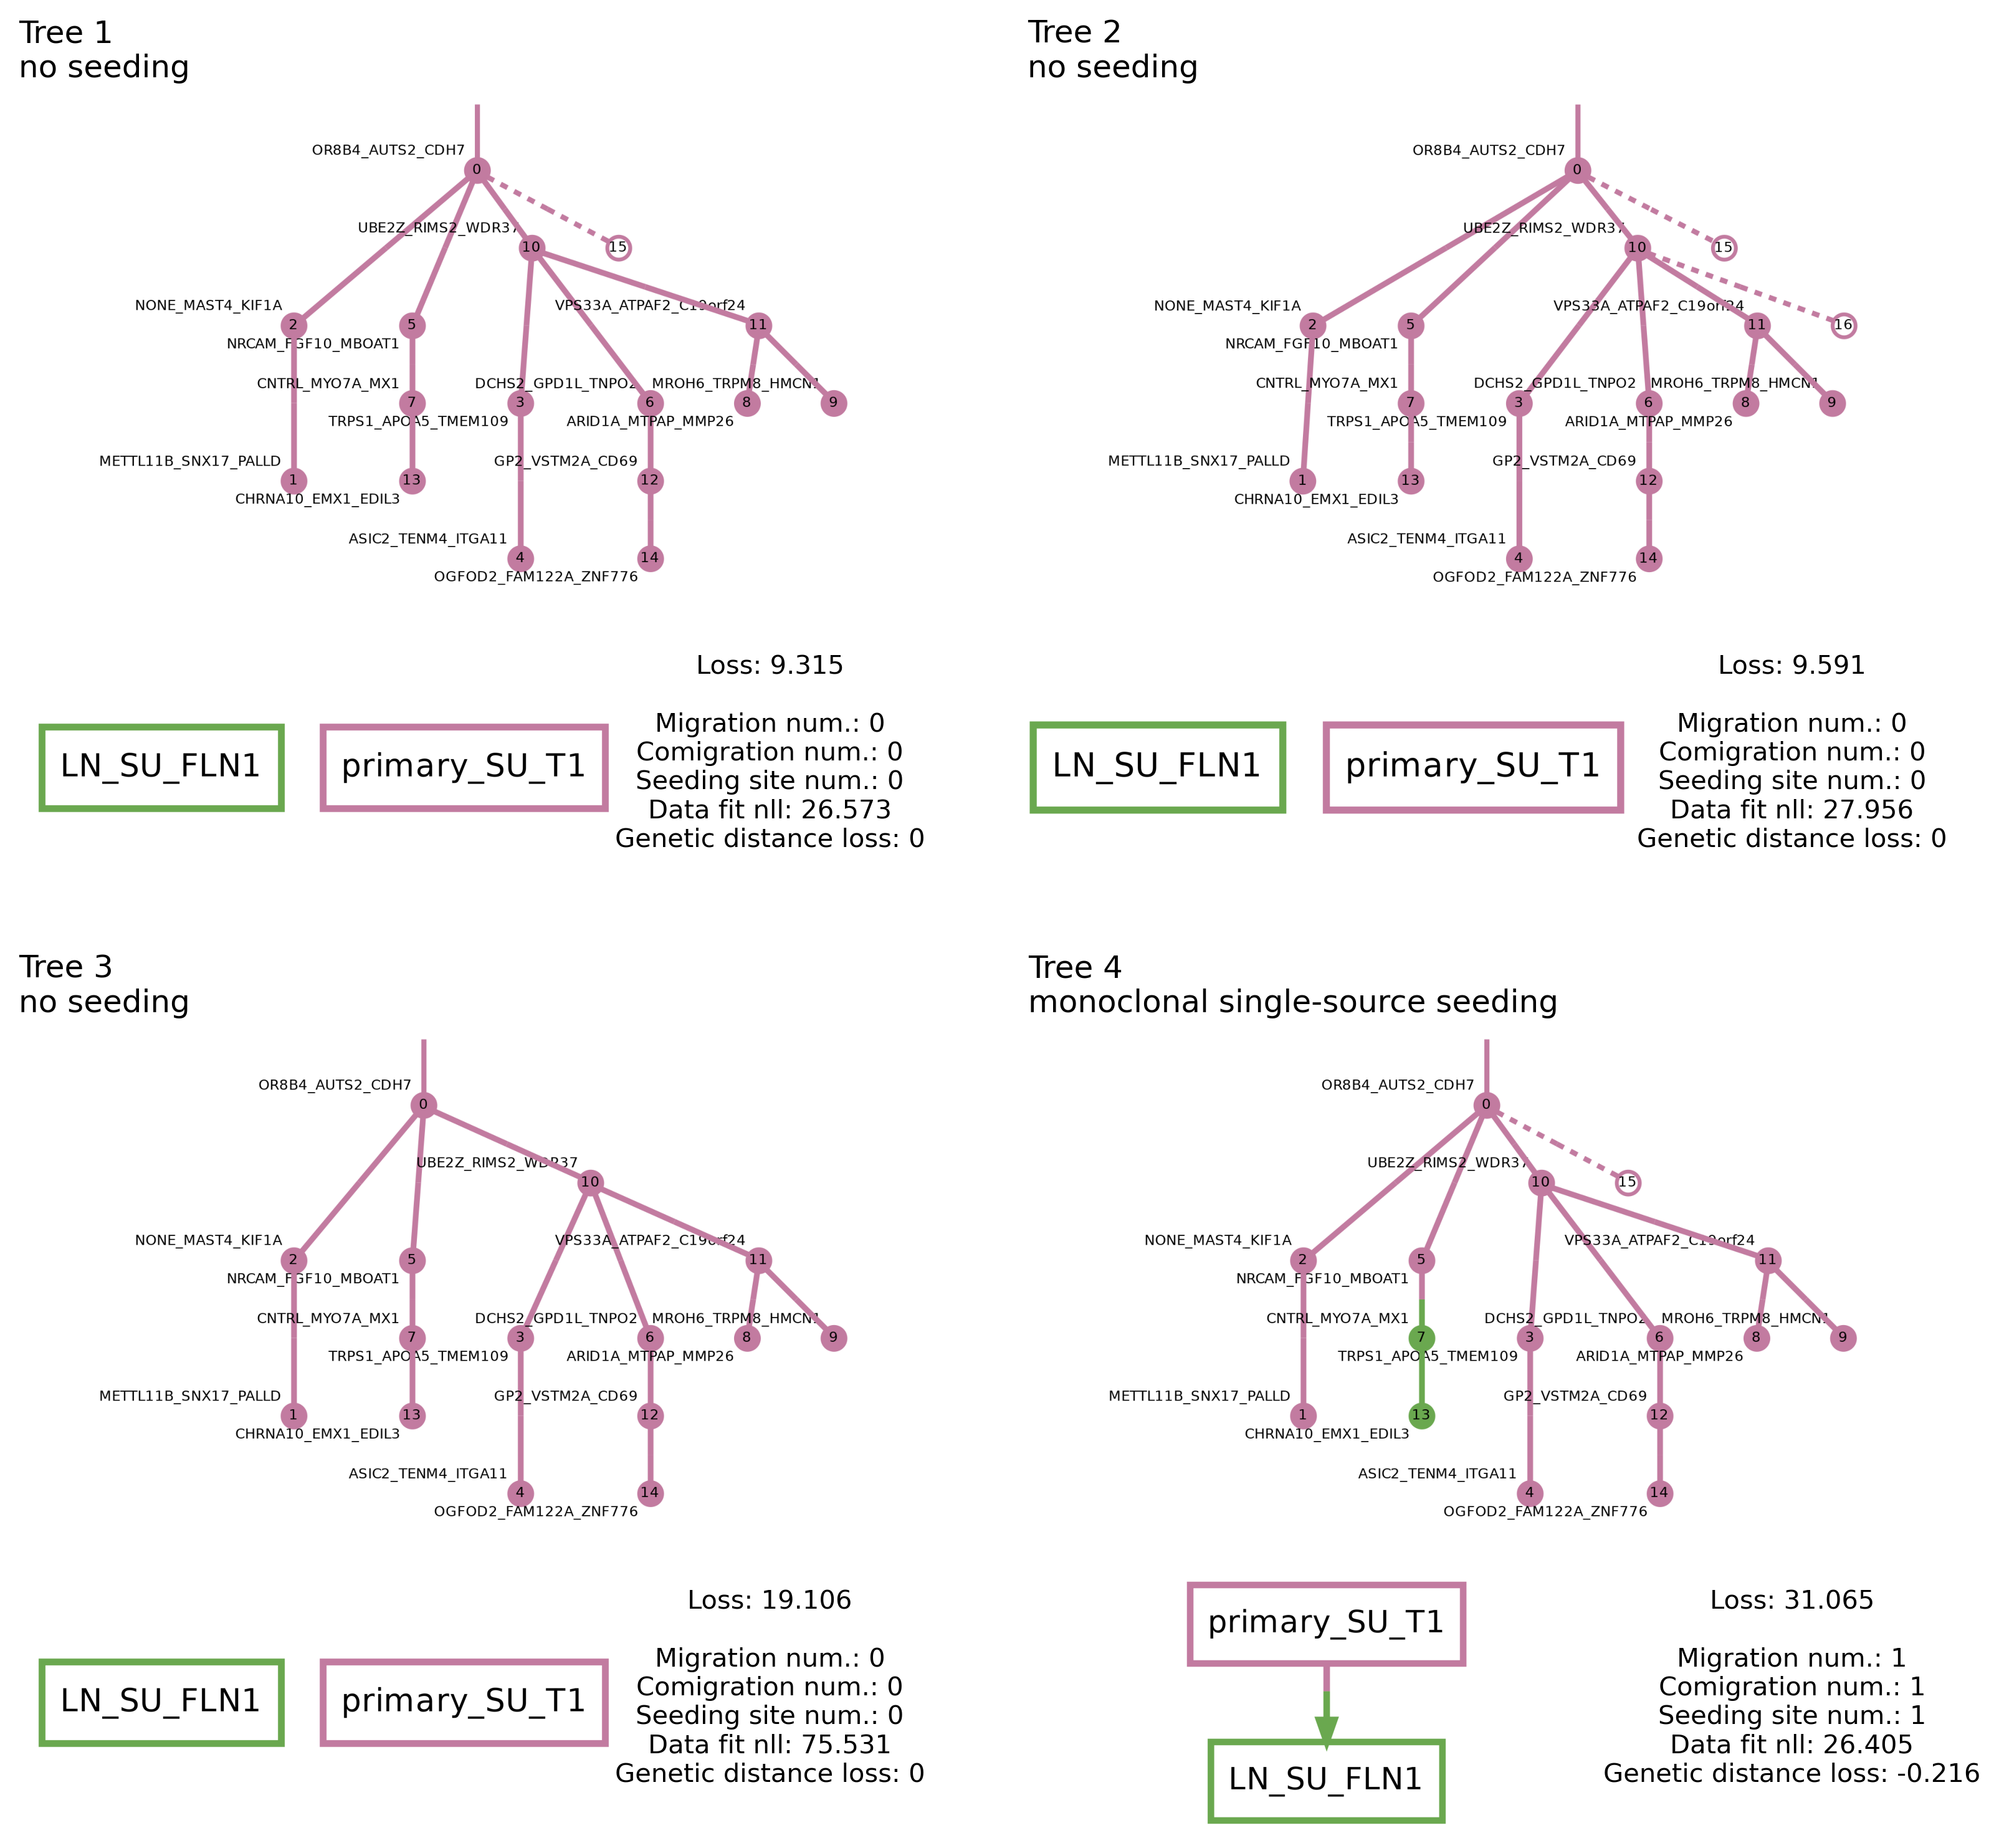 Tree 1
no seeding
OR8B4_AUTS2_CDH7
0
UBE2Z_RIMS2_WDR37
10
15
NONE_MAST4_KIF1A
VPS33A_ATPAF2_C19orf24
2
5
11
NRCAM_FGF10_MBOAT1
CNTRL_MYO7A_MX1
DCHS2_GPD1L_TNPO2
MROH6_TRPM8_HMCN1
7
3
6
8
9
TRPS1_APOA5_TMEM109
ARID1A_MTPAP_MMP26
METTL11B_SNX17_PALLD
GP2_VSTM2A_CD69
1
13
12
CHRNA10_EMX1_EDIL3
ASIC2_TENM4_ITGA11
4
14
OGFOD2_FAM122A_ZNF776
LN_SU_FLN1
primary_SU_T1
Loss: 9.315
Migration num.: 0
Comigration num.: 0
Seeding site num.: 0
Data fit nll: 26.573
Genetic distance loss: 0
Tree 2
no seeding
OR8B4_AUTS2_CDH7
0
UBE2Z_RIMS2_WDR37
10
15
NONE_MAST4_KIF1A
VPS33A_ATPAF2_C19orf24
2
5
11
16
NRCAM_FGF10_MBOAT1
CNTRL_MYO7A_MX1
DCHS2_GPD1L_TNPO2
MROH6_TRPM8_HMCN1
7
3
6
8
9
TRPS1_APOA5_TMEM109
ARID1A_MTPAP_MMP26
METTL11B_SNX17_PALLD
GP2_VSTM2A_CD69
1
13
12
CHRNA10_EMX1_EDIL3
ASIC2_TENM4_ITGA11
4
14
OGFOD2_FAM122A_ZNF776
LN_SU_FLN1
primary_SU_T1
Loss: 9.591
Migration num.: 0
Comigration num.: 0
Seeding site num.: 0
Data fit nll: 27.956
Genetic distance loss: 0
Tree 3
no seeding
OR8B4_AUTS2_CDH7
0
UBE2Z_RIMS2_WDR37
10
NONE_MAST4_KIF1A
VPS33A_ATPAF2_C19orf24
2
5
11
NRCAM_FGF10_MBOAT1
CNTRL_MYO7A_MX1
DCHS2_GPD1L_TNPO2
MROH6_TRPM8_HMCN1
7
3
6
8
9
TRPS1_APOA5_TMEM109
ARID1A_MTPAP_MMP26
METTL11B_SNX17_PALLD
GP2_VSTM2A_CD69
1
13
12
CHRNA10_EMX1_EDIL3
ASIC2_TENM4_ITGA11
4
14
OGFOD2_FAM122A_ZNF776
LN_SU_FLN1
primary_SU_T1
Loss: 19.106
Migration num.: 0
Comigration num.: 0
Seeding site num.: 0
Data fit nll: 75.531
Genetic distance loss: 0
Tree 4
monoclonal single-source seeding
OR8B4_AUTS2_CDH7
0
UBE2Z_RIMS2_WDR37
10
15
NONE_MAST4_KIF1A
VPS33A_ATPAF2_C19orf24
2
5
11
NRCAM_FGF10_MBOAT1
CNTRL_MYO7A_MX1
DCHS2_GPD1L_TNPO2
MROH6_TRPM8_HMCN1
7
3
6
8
9
TRPS1_APOA5_TMEM109
ARID1A_MTPAP_MMP26
METTL11B_SNX17_PALLD
GP2_VSTM2A_CD69
1
13
12
CHRNA10_EMX1_EDIL3
ASIC2_TENM4_ITGA11
4
14
OGFOD2_FAM122A_ZNF776
primary_SU_T1
LN_SU_FLN1
Loss: 31.065
Migration num.: 1
Comigration num.: 1
Seeding site num.: 1
Data fit nll: 26.405
Genetic distance loss: -0.216